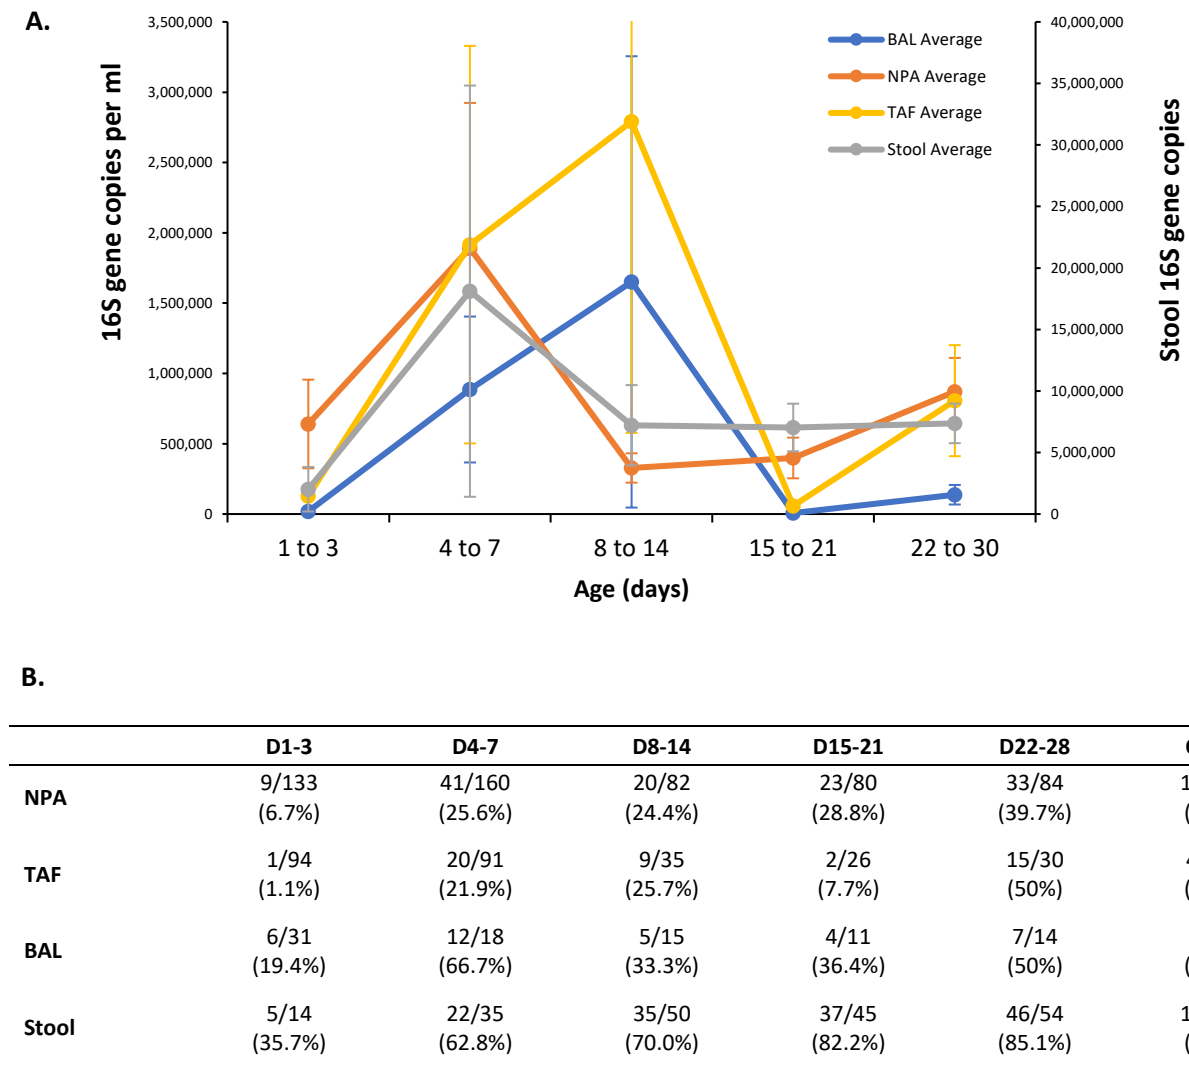 A.
16S gene copies per ml
3,500,000
3,000,000
2,500,000
2,000,000
1,500,000
1,000,000
500,000
0
BAL Average
NPA Average
TAF Average
Stool Average
40,000,000
35,000,000
30,000,000
25,000,000
20,000,000
15,000,000
10,000,000
5,000,000
0
Stool 16S gene copies
1 to 3 4 to 7 8 to 14 15 to 21 22 to 30
Age (days)
B.
D1-3 D4-7 D8-14 D15-21 D22-28
NPA
9/133 41/160 20/82 23/80 33/84
(6.7%) (25.6%) (24.4%) (28.8%) (39.7%)
TAF
1/94 20/91 9/35 2/26 15/30
(1.1%) (21.9%) (25.7%) (7.7%) (50%)
BAL
6/31 12/18 5/15 4/11 7/14
(19.4%) (66.7%) (33.3%) (36.4%) (50%)
Stool
5/14 22/35 35/50 37/45 46/54
(35.7%) (62.8%) (70.0%) (82.2%) (85.1%)